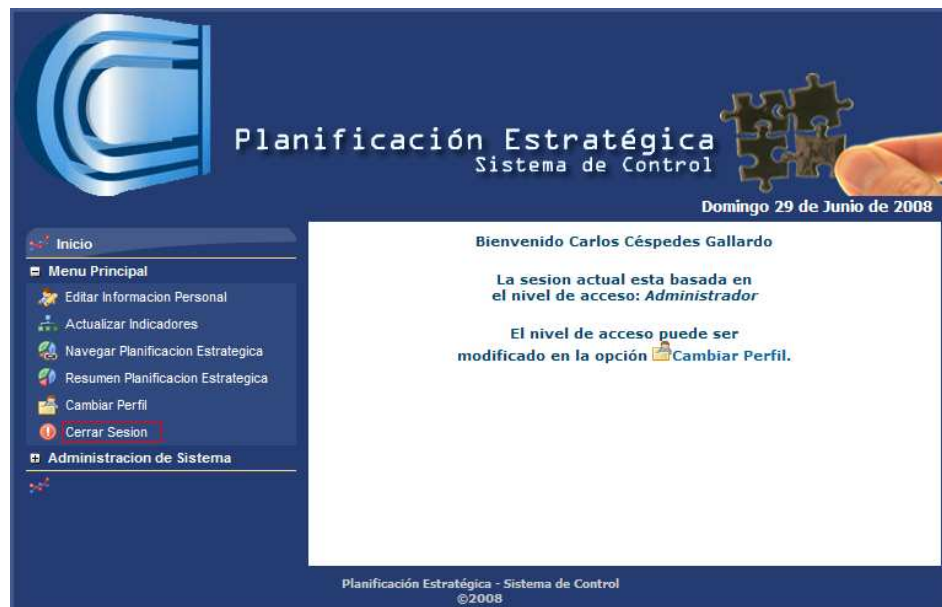 Planificación Estratégica
Sistema de Control
Domingo 29 de Junio de 2008
Inicio
Menu Principal
Editar Informacion Personal
Actualizar Indicadores
Navegar Planificacion Estrategica
Resumen Planificacion Estrategica
Cambiar Perfil
Cerrar Sesion
Administracion de Sistema
Bienvenido Carlos Céspedes Gallardo
La sesion actual esta basada en
el nivel de acceso: Administrador
El nivel de acceso puede ser
modificado en la opción Cambiar Perfil.
Planificación Estratégica - Sistema de Control
©2008